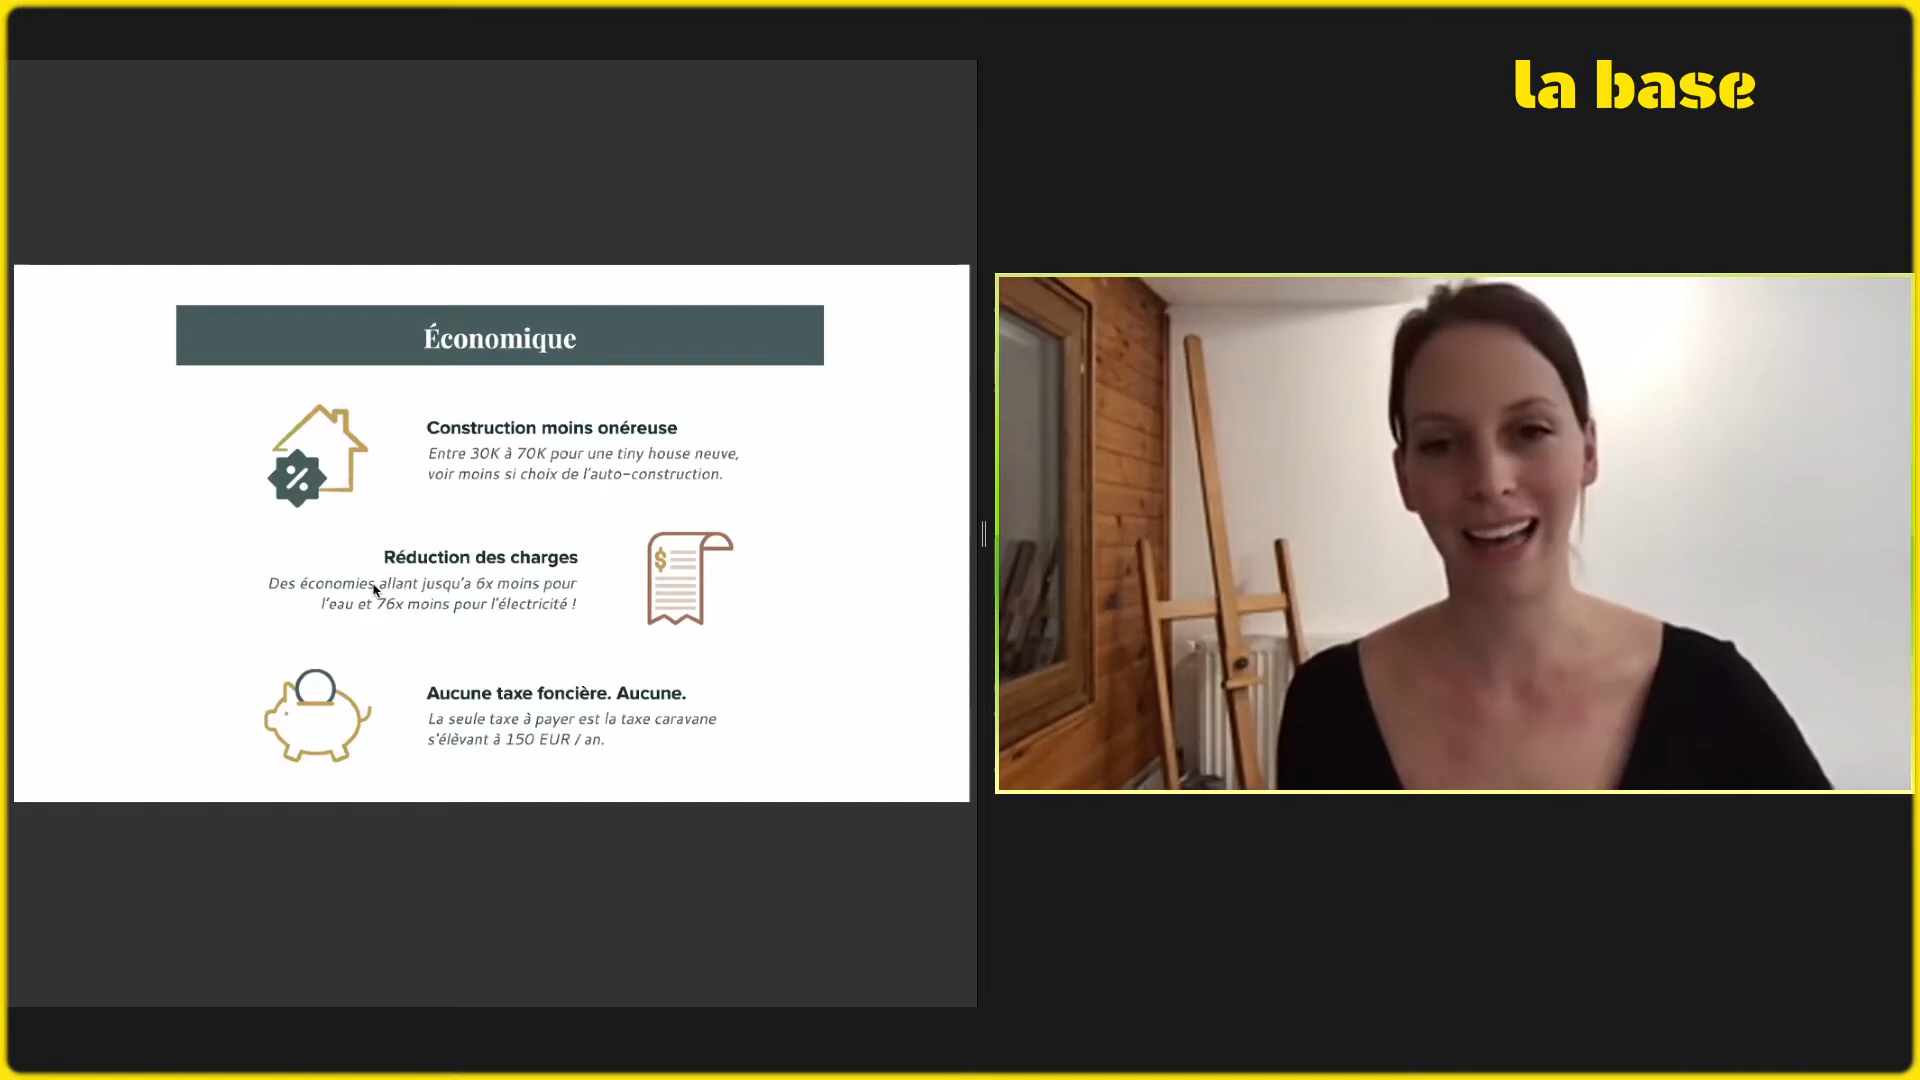 la base
Économique
Construction moins onéreuse
Entre 30K à 70K pour une tiny house neuve,
voir moins si choix de l'auto-construction.
Réduction des charges
Des économies allant jusqu'a 6x moins pour
l'eau et 76x moins pour l'électricité !
Aucune taxe foncière. Aucune.
La seule taxe à payer est la taxe caravane
s'élèvant à 150 EUR / an.